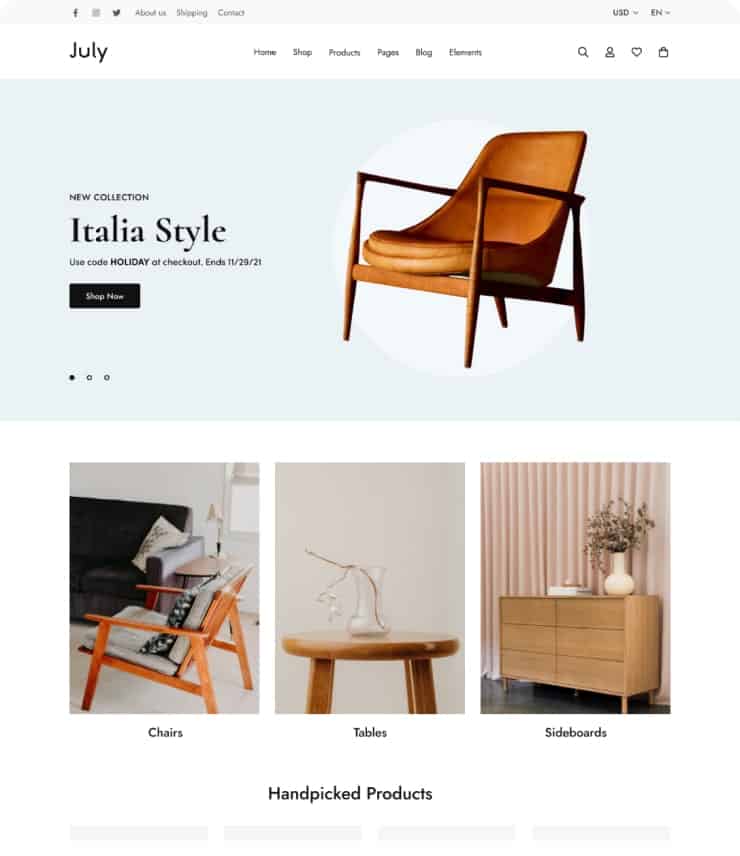 About us Shipping Contact USD EN
July Home Shop Products Pages Blog Elements
NEW COLLECTION
Italia Style
Use code HOLIDAY at checkout. Ends 11/29/21
Shop Now
Chairs Tables Sideboards
Handpicked Products